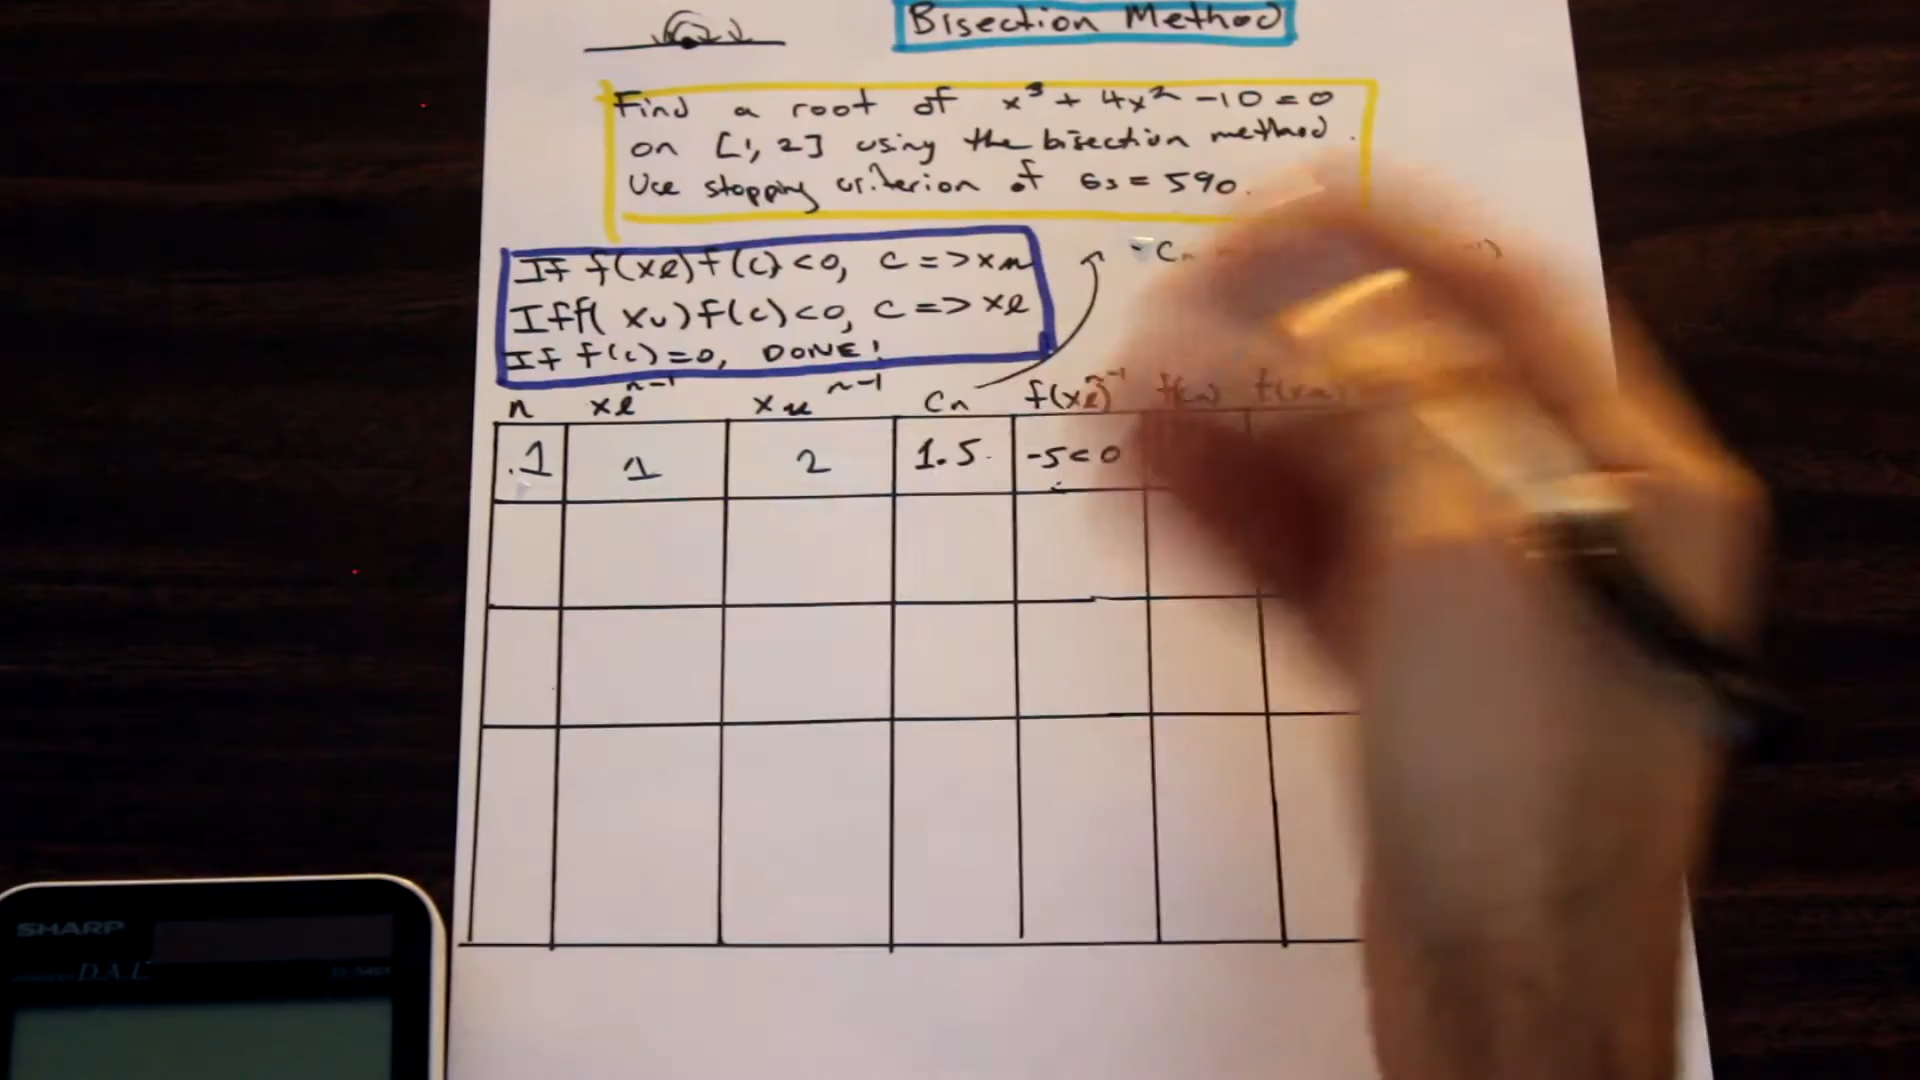 Bisection Method
Find a root of x³ + 4x² - 10 = 0
on [1, 2] using the bisection method.
Use stopping criterion of εs = 5%.
If f(xl) f(c) < 0, c => xu
If f(xu) f(c) < 0, c => xl
If f(c) = 0, DONE!
n xl^n-1 xu^n-1 Cn f(xl^n-1)
1 1 2 1.5 -5<0
SHARP
D.A.L